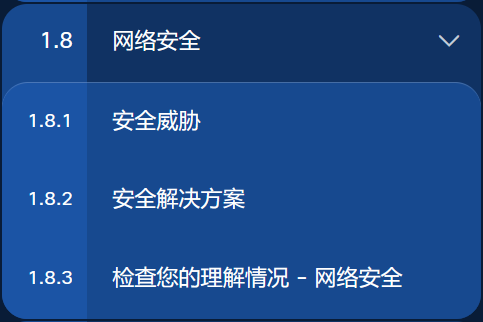 1.8 网络安全
1.8.1 安全威胁
1.8.2 安全解决方案
1.8.3 检查您的理解情况 - 网络安全